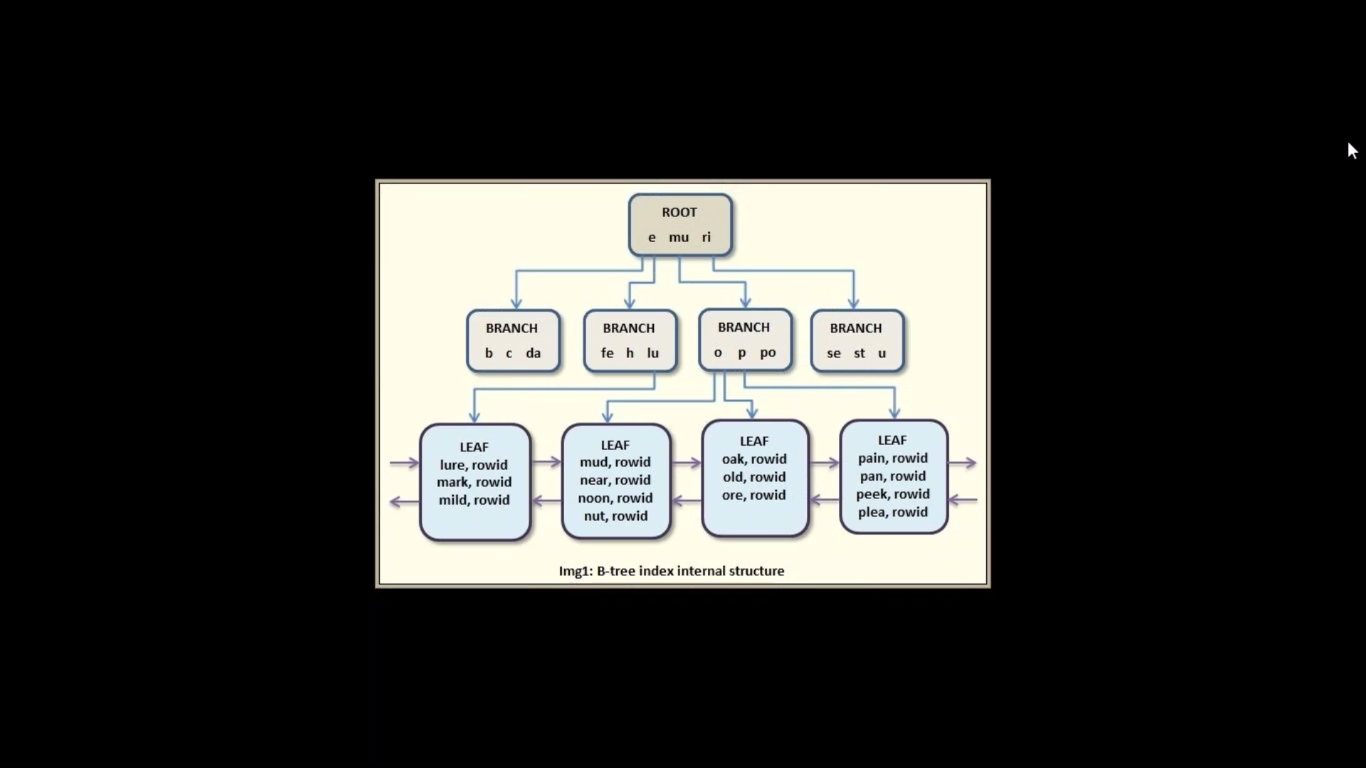 ROOT
e mu ri
BRANCH
b c da
BRANCH
fe h lu
BRANCH
o p po
BRANCH
se st u
LEAF
lure, rowid
mark, rowid
mild, rowid
LEAF
mud, rowid
near, rowid
noon, rowid
nut, rowid
LEAF
oak, rowid
old, rowid
ore, rowid
LEAF
pain, rowid
pan, rowid
peek, rowid
plea, rowid
Img1: B-tree index internal structure